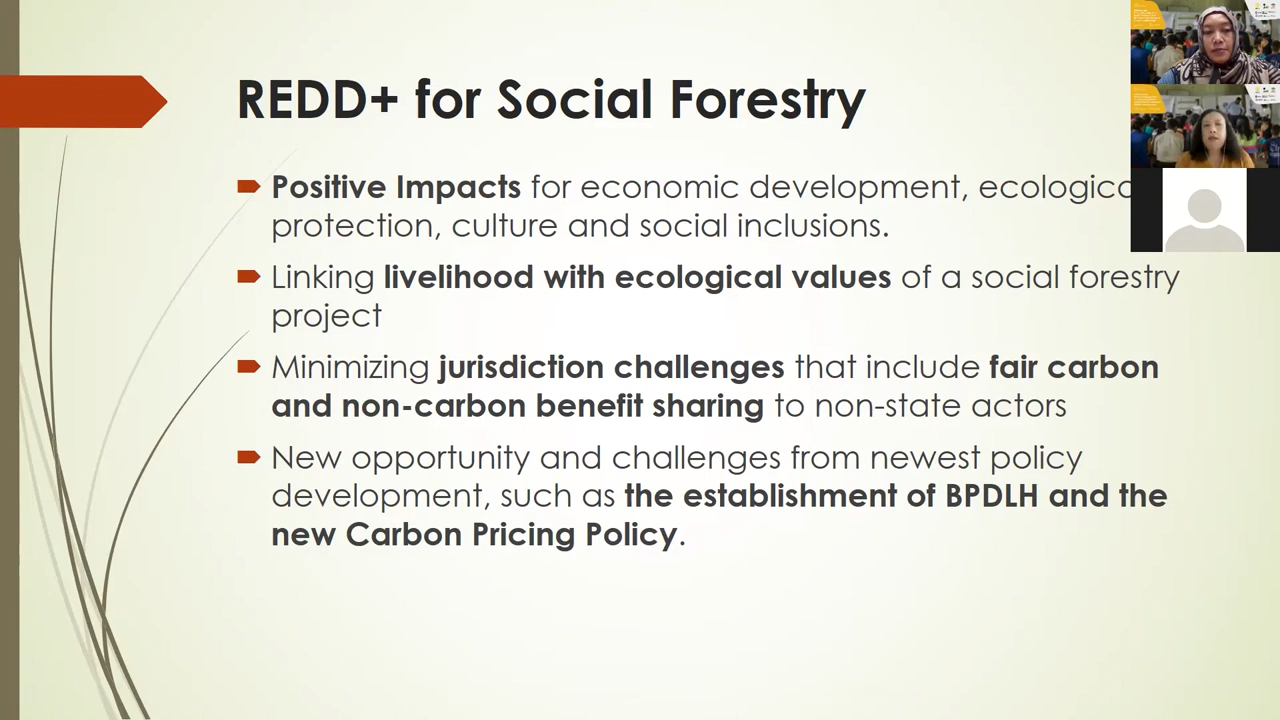 REDD+ for Social Forestry
Positive Impacts for economic development,
protection, culture and social inclusions.
Linking livelihood with ecological values of a social forestry
project
Minimizing jurisdiction challenges that include fair carbon
and non-carbon benefit sharing to non-state actors
New opportunity and challenges from newest policy
development, such as the establishment of BPDLH and the
new Carbon Pricing Policy.